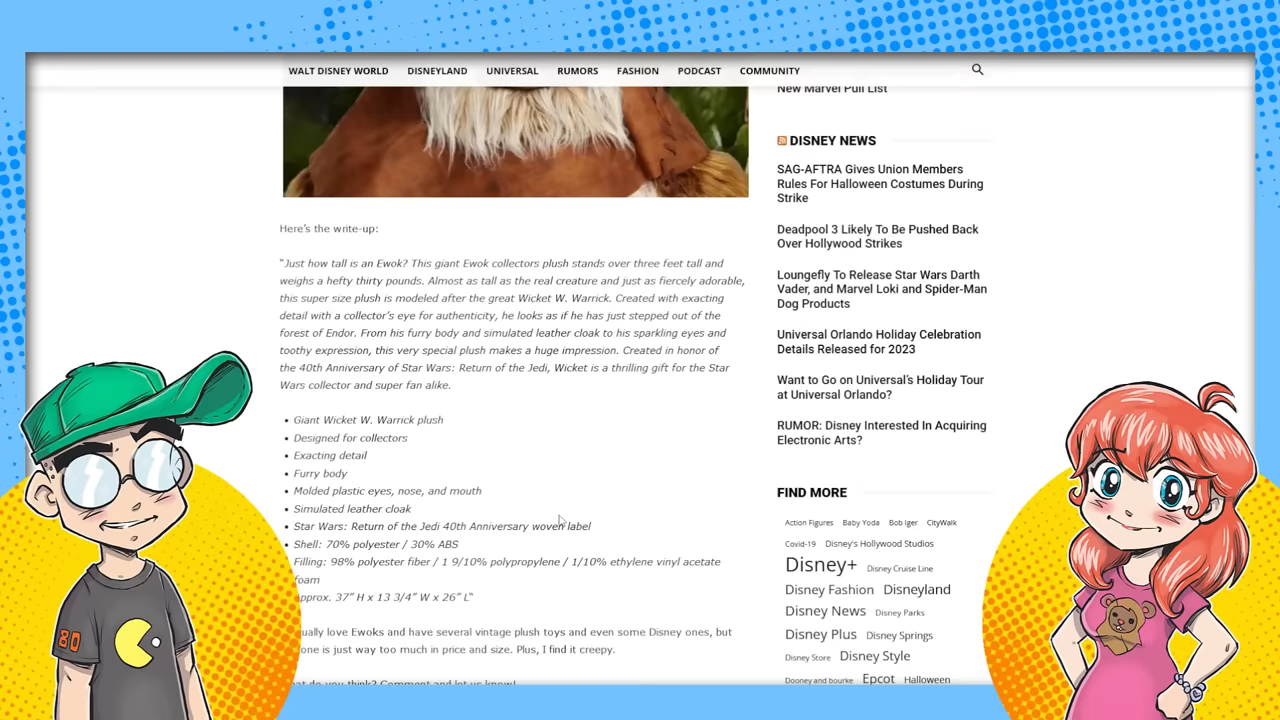 WALT DISNEY WORLD DISNEYLAND UNIVERSAL RUMORS FASHION PODCAST COMMUNITY
Here's the write-up:
"Just how tall is an Ewok? This giant Ewok collectors plush stands over three feet tall and
weighs a hefty thirty pounds. Almost as tall as the real creature and just as fiercely adorable,
this super size plush is modeled after the great Wicket W. Warrick. Created with exacting
detail with a collector's eye for authenticity, he looks as if he has just stepped out of the
forest of Endor. From his furry body and simulated leather cloak to his sparkling eyes and
toothy expression, this very special plush makes a huge impression. Created in honor of
the 40th Anniversary of Star Wars: Return of the Jedi, Wicket is a thrilling gift for the Star
Wars collector and super fan alike.
• Giant Wicket W. Warrick plush
• Designed for collectors
• Exacting detail
• Furry body
• Molded plastic eyes, nose, and mouth
• Simulated leather cloak
• Star Wars: Return of the Jedi 40th Anniversary woven label
• Shell: 70% polyester / 30% ABS
Filling: 98% polyester fiber / 1 9/10% polypropylene / 1/10% ethylene vinyl acetate
foam
pprox. 37" H x 13 3/4" W x 26" L"
ually love Ewoks and have several vintage plush toys and even some Disney ones, but
one is just way too much in price and size. Plus, I find it creepy.
at do you think? Comment and let us know!
New Marvel Pull List
DISNEY NEWS
SAG-AFTRA Gives Union Members
Rules For Halloween Costumes During
Strike
Deadpool 3 Likely To Be Pushed Back
Over Hollywood Strikes
Loungefly To Release Star Wars Darth
Vader, and Marvel Loki and Spider-Man
Dog Products
Universal Orlando Holiday Celebration
Details Released for 2023
Want to Go on Universal's Holiday Tour
at Universal Orlando?
RUMOR: Disney Interested In Acquiring
Electronic Arts?
FIND MORE
Action Figures Baby Yoda Bob Iger CityWalk
Covid-19 Disney's Hollywood Studios
Disney+ Disney Cruise Line
Disney Fashion Disneyland
Disney News Disney Parks
Disney Plus Disney Springs
Disney Store Disney Style
Dooney and bourke Epcot Halloween
80